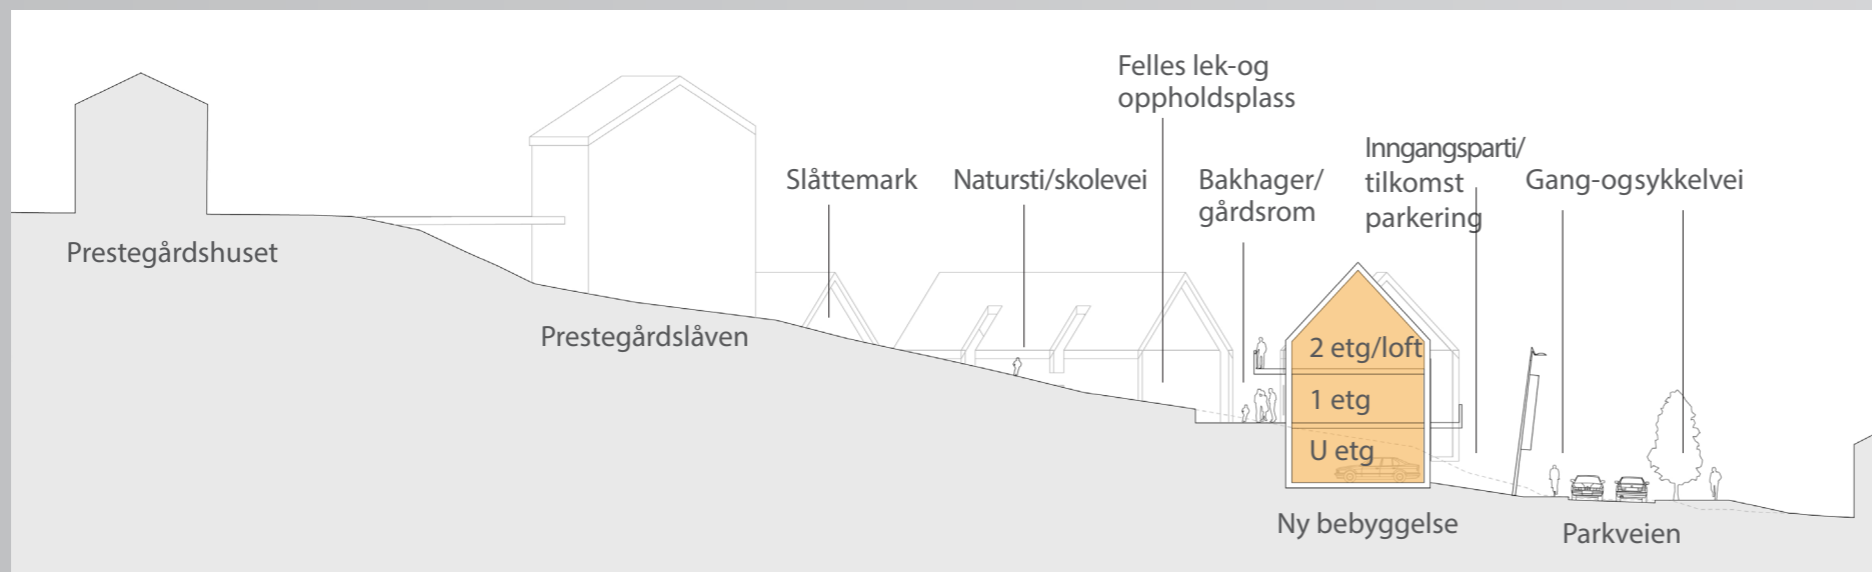 Felles lek-og
oppholdsplass
Inngangsparti/
tilkomst
parkering
Slåttemark
Natursti/skolevei
Bakhager/
gårdsrom
Gang-ogsykkelvei
Prestegårdshuset
Prestegårdslåven
2 etg/loft
1 etg
U etg
Ny bebyggelse
Parkveien